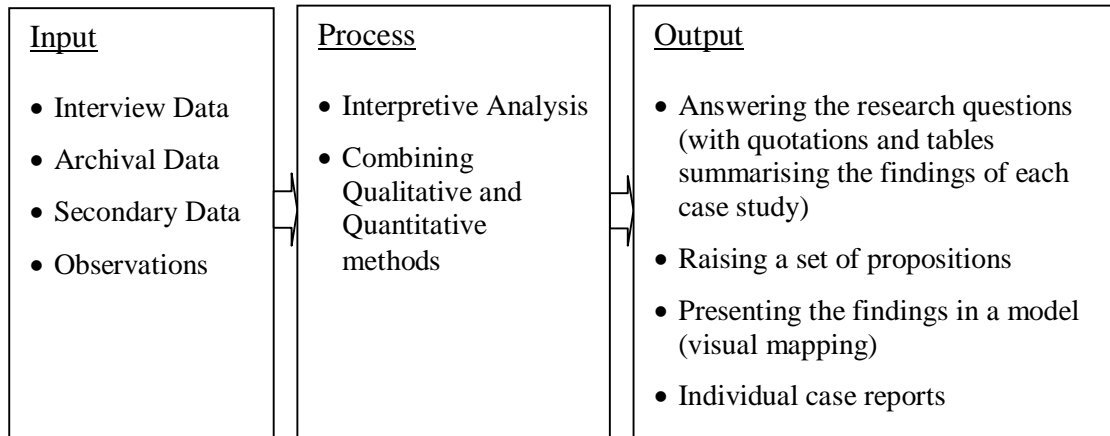 Input
• Interview Data
• Archival Data
• Secondary Data
• Observations
Process
• Interpretive Analysis
• Combining
Qualitative and
Quantitative
methods
Output
• Answering the research questions
(with quotations and tables
summarising the findings of each
case study)
• Raising a set of propositions
• Presenting the findings in a model
(visual mapping)
• Individual case reports